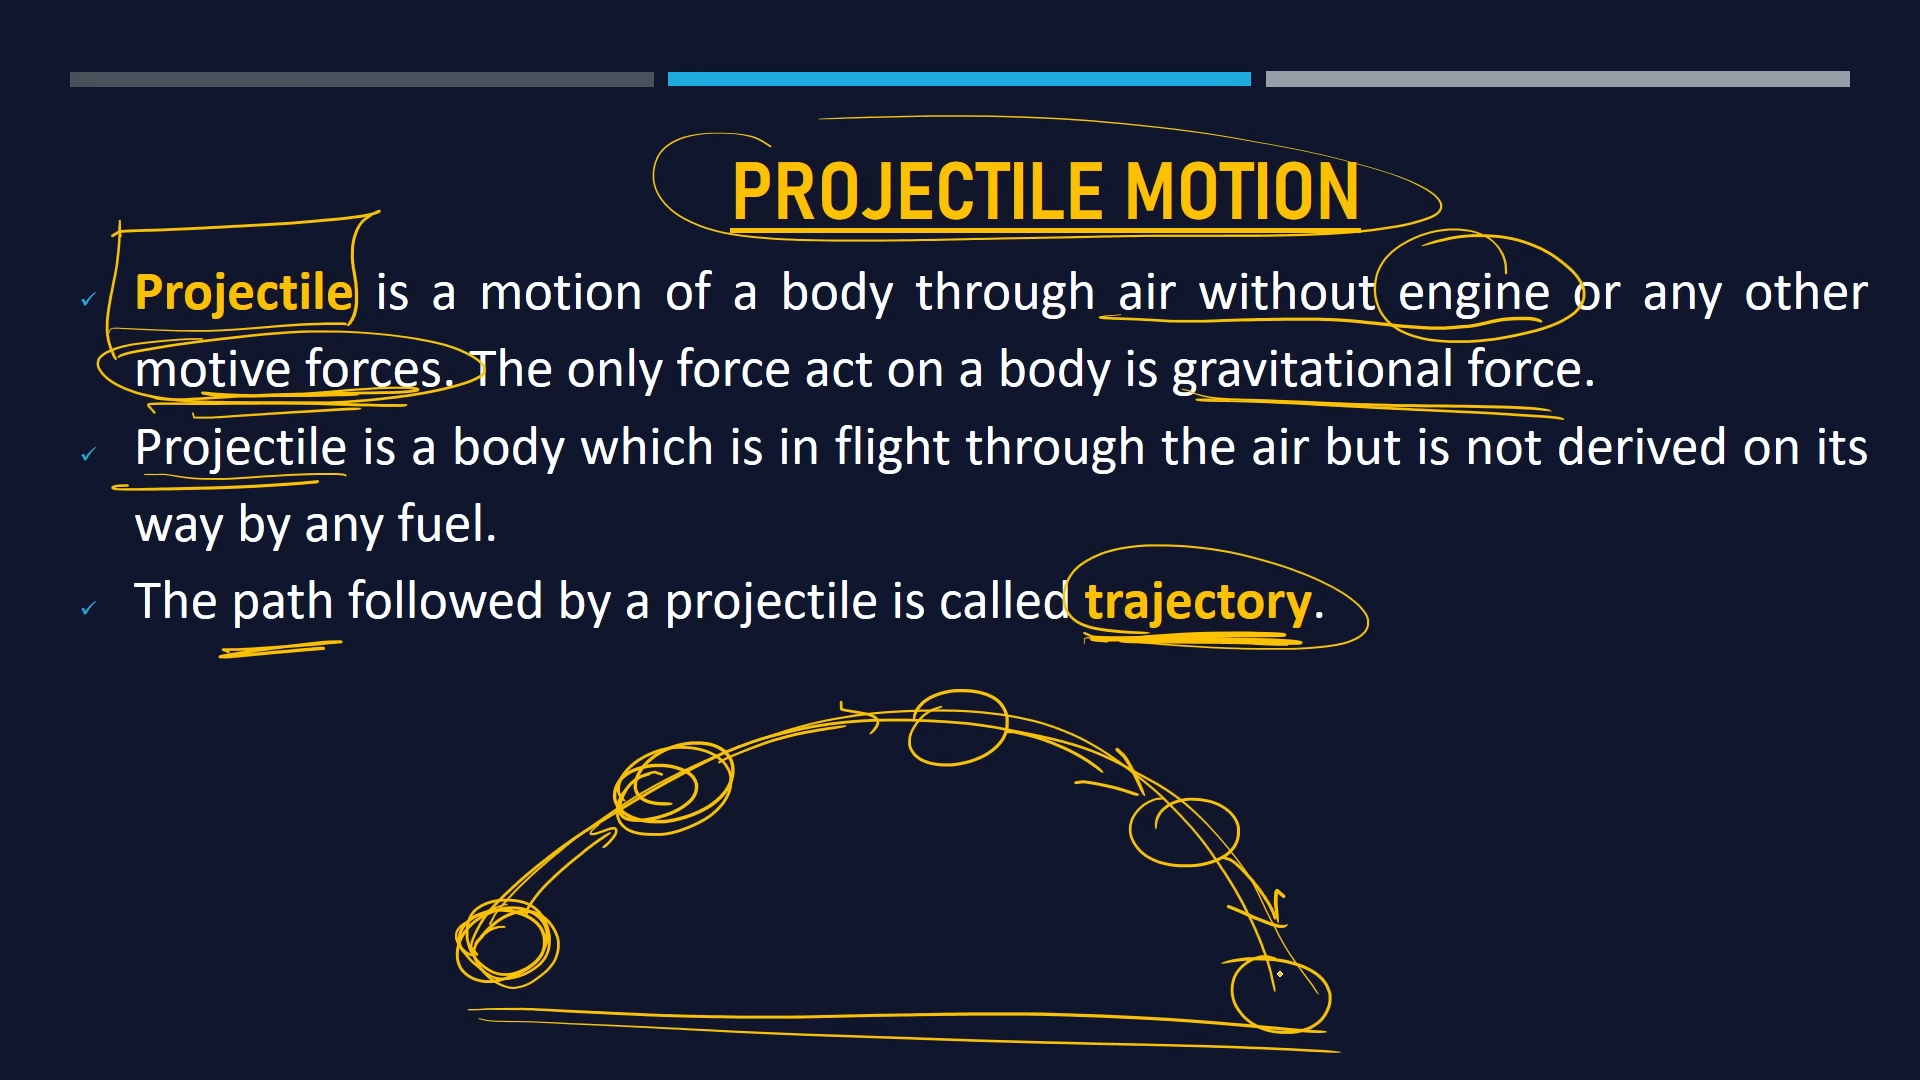 PROJECTILE MOTION
Projectile is a motion of a body through air without engine or any other
motive forces. The only force act on a body is gravitational force.
Projectile is a body which is in flight through the air but is not derived on its
way by any fuel.
The path followed by a projectile is called trajectory.